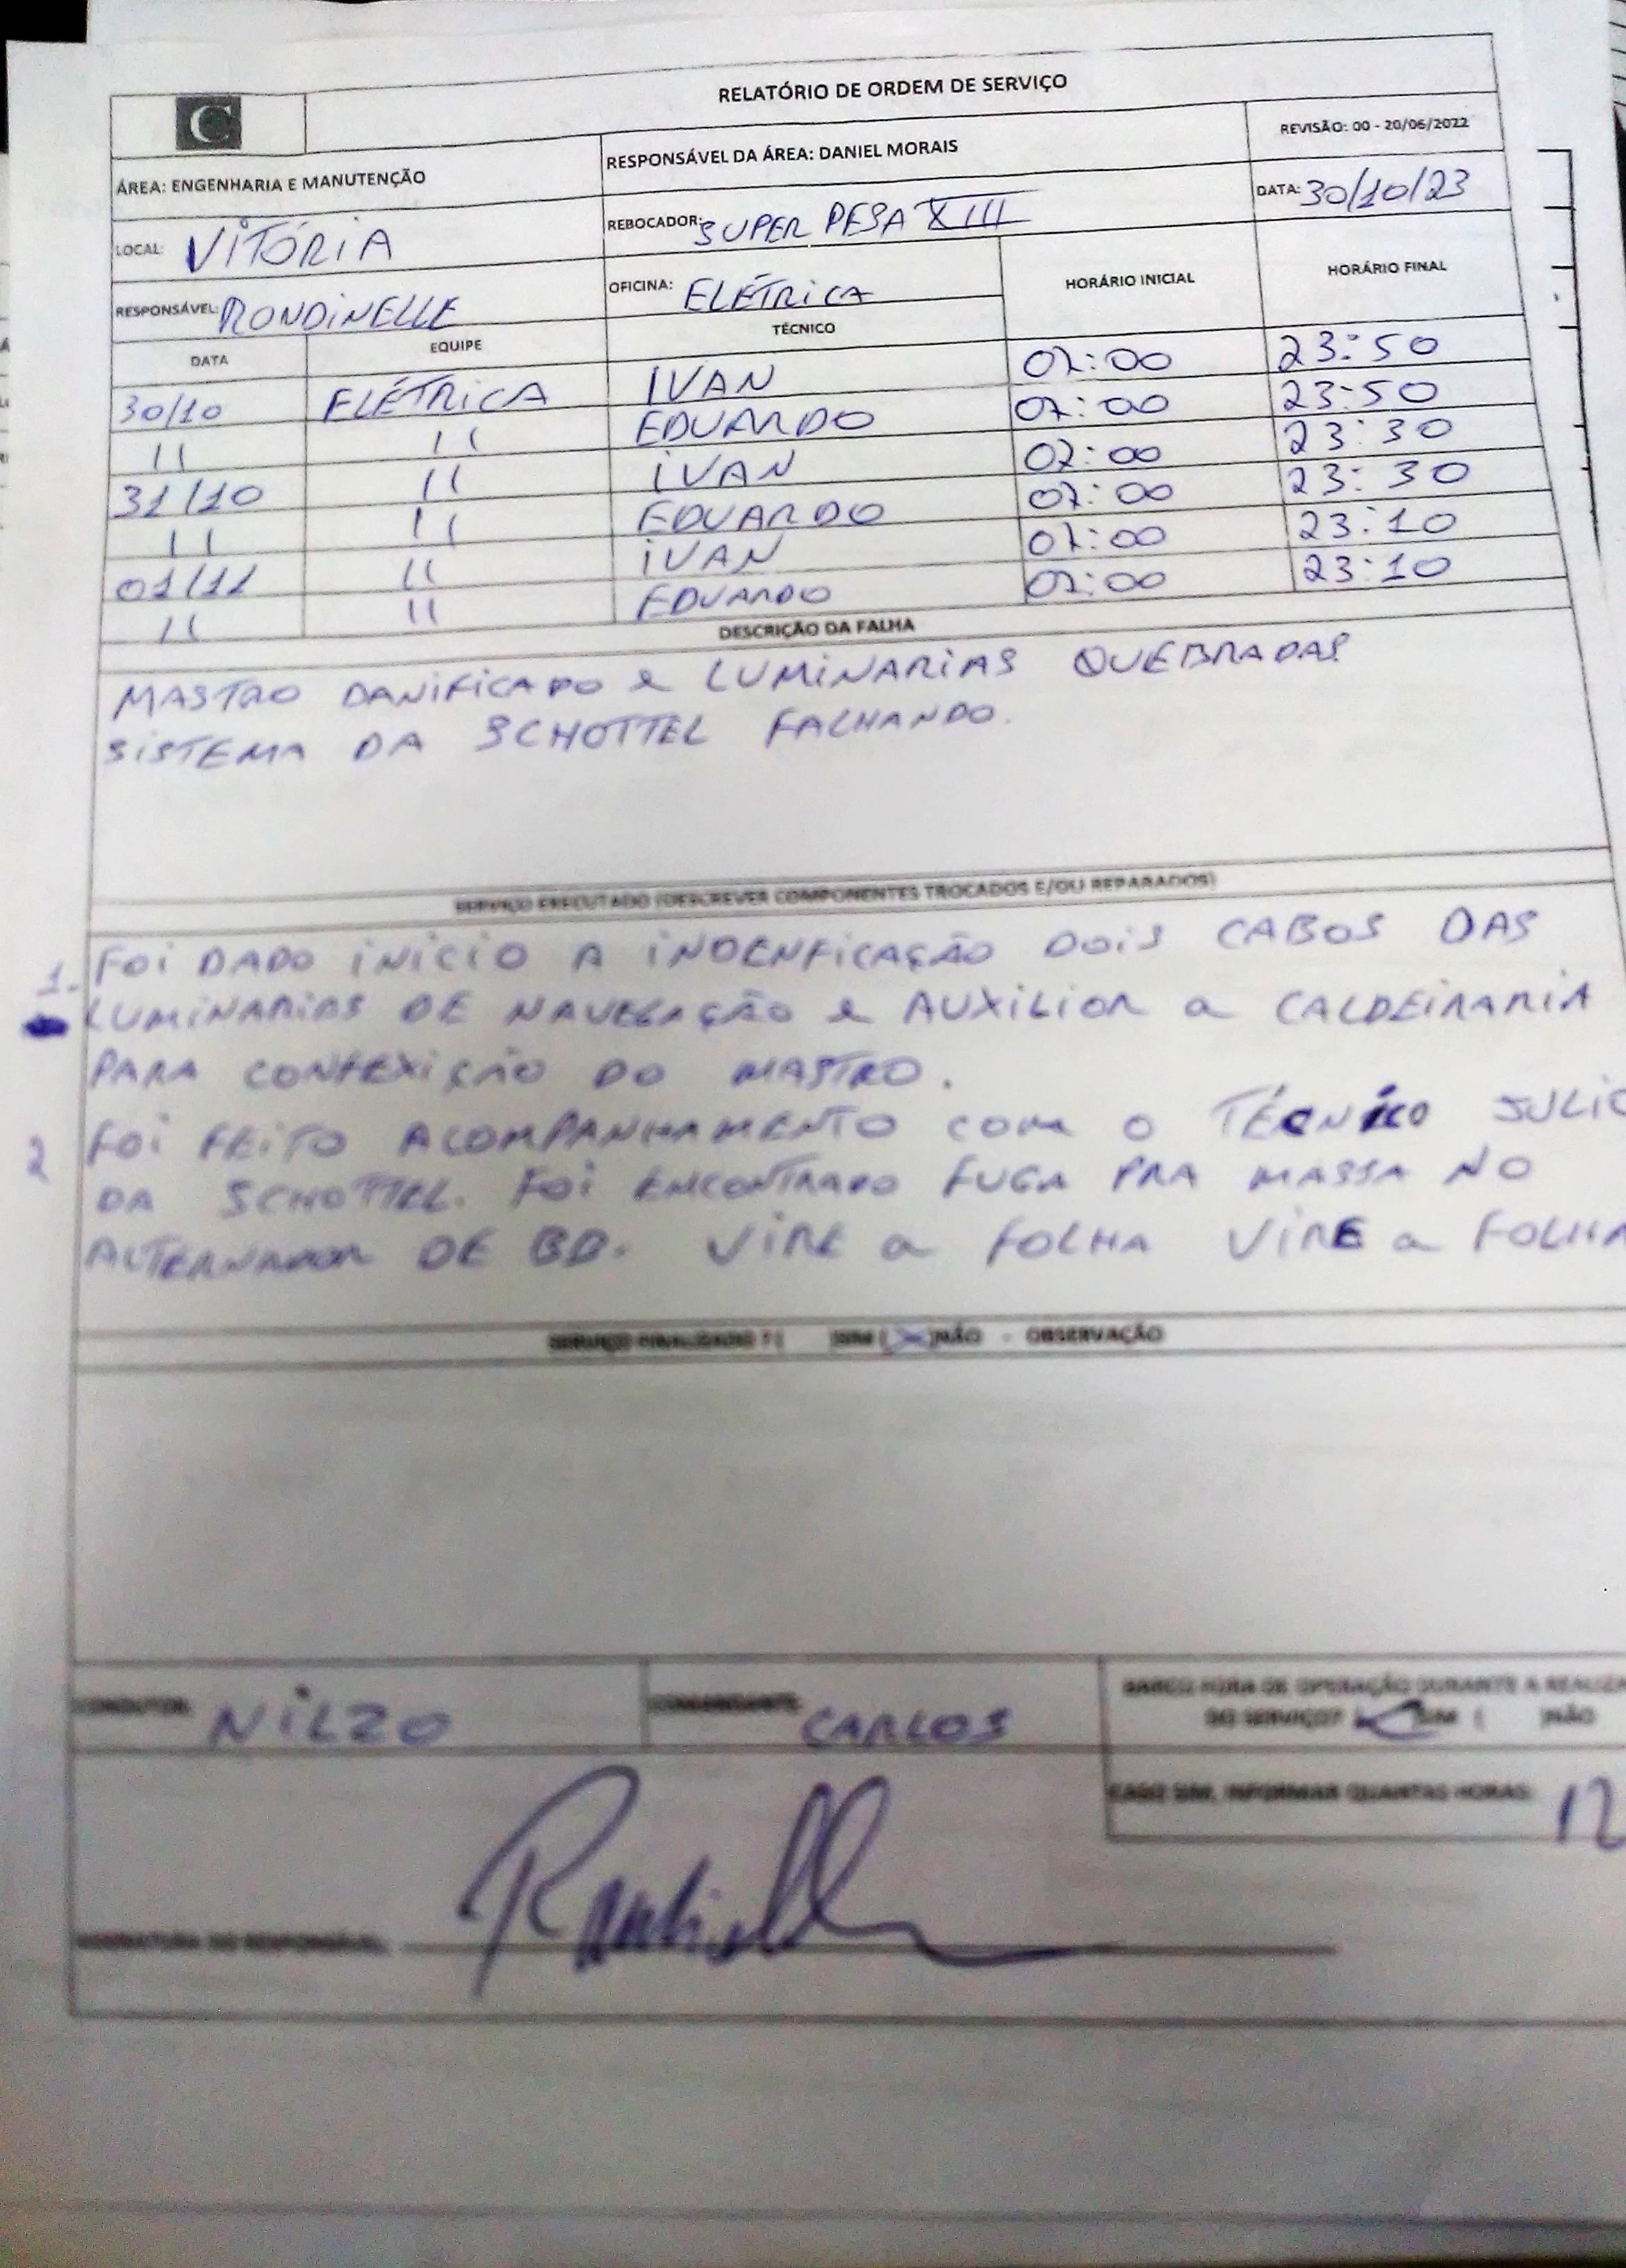 C
RELATÓRIO DE ORDEM DE SERVIÇO
ÁREA: ENGENHARIA E MANUTENÇÃO RESPONSÁVEL DA ÁREA: DANIEL MORAIS REVISÃO: 00 - 20/06/2022
LOCAL: VITÓRIA REBOCADOR: SUPER PESA XIII DATA: 30/10/23
RESPONSÁVEL: RONDINELLE OFICINA: ELÉTRICA HORÁRIO INICIAL HORÁRIO FINAL
DATA EQUIPE TÉCNICO
30/10 ELÉTRICA IVAN 07:00 23:50
11 11 EDUARDO 07:00 23:50
31/10 11 IVAN 07:00 23:30
11 11 EDUARDO 07:00 23:30
01/11 11 IVAN 07:00 23:10
11 11 EDUARDO 07:00 23:10
DESCRIÇÃO DA FALHA
MASTRO DANIFICADO e LUMINARIAS QUEBRADAS
SISTEMA DA SCHOTTEL FALHANDO.
SERVIÇO EXECUTADO (DESCREVER COMPONENTES TROCADOS E/OU REPARADOS)
1. FOI DADO INICIO A INDENFICAÇÃO DOIS CABOS DAS
LUMINARIAS DE NAVEGAÇÃO e AUXILIOR a CALDEIRARIA
PARA CONFEXIÇÃO DO MASTRO.
2 FOI FEITO ACOMPANHAMENTO com o TÉCNICO JULIO
DA SCHOTTEL. FOI ENCONTRADO FUGA PRA MASSA NO
ALTERNADOR DE BB. VIRE a FOLHA VIRE a FOLHA
SERVIÇO FINALIZADO ? ( )SIM ( X )NÃO - OBSERVAÇÃO
CONDUTOR: NILZO COMANDANTE: CARLOS BARCO HORA DE OPERAÇÃO DURANTE A REALIZA
DO SERVIÇO? ( )SIM ( )NÃO
CASO SIM, INFORMAR QUANTAS HORAS: 12
ASSINATURA DO RESPONSÁVEL: